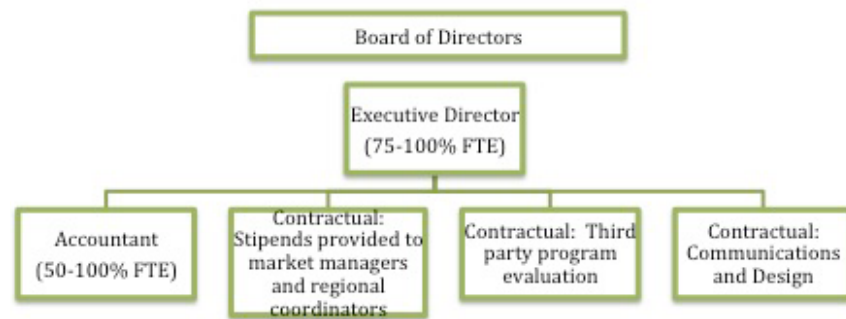 Board of Directors
Executive Director
(75-100% FTE)
Accountant
(50-100% FTE)
Contractual:
Stipends provided to
market managers
and regional
coordinators
Contractual:  Third
party program
evaluation
Contractual:
Communications
and Design